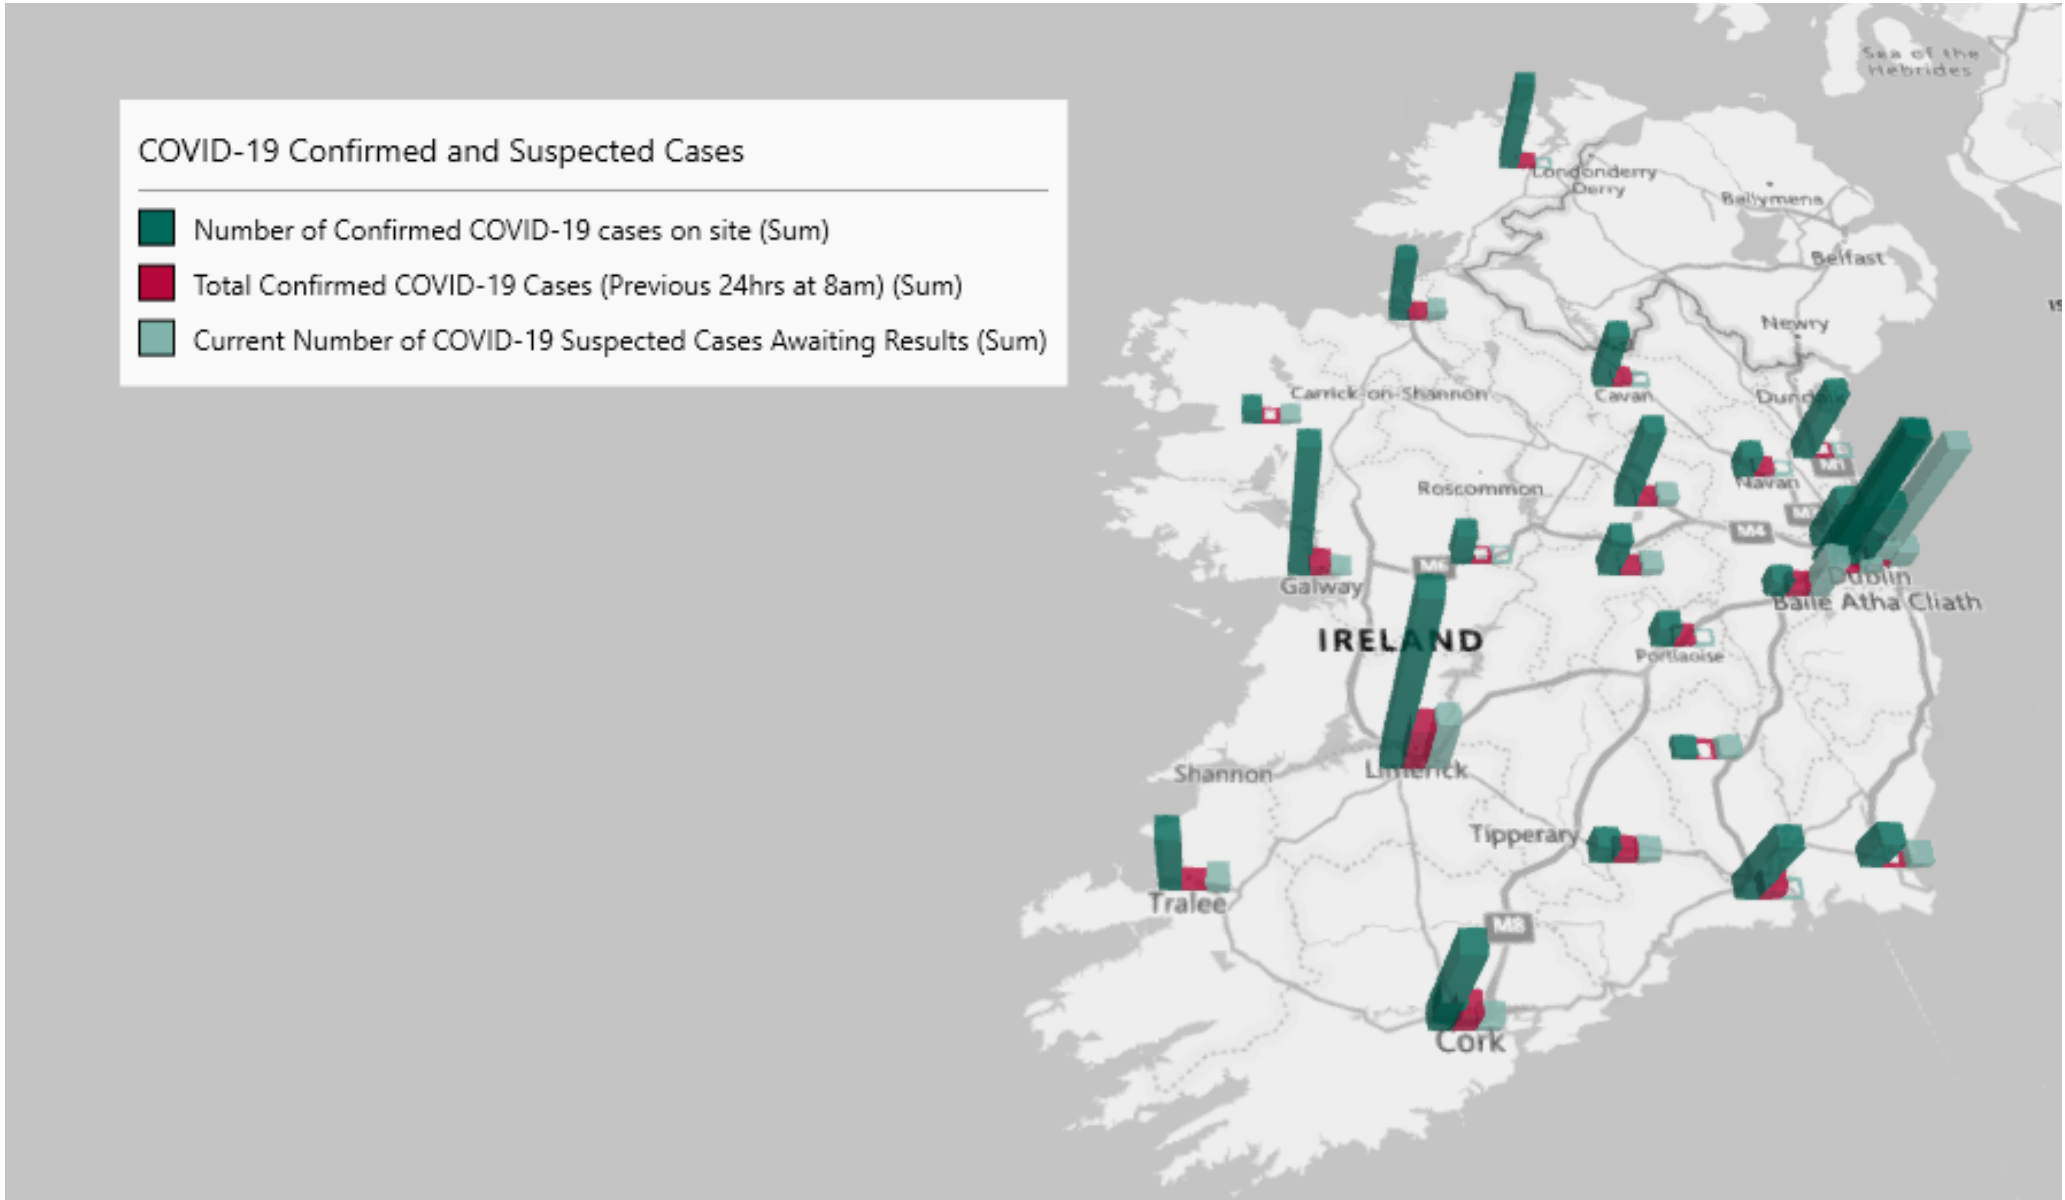 COVID-19 Confirmed and Suspected Cases
Number of Confirmed COVID-19 cases on site (Sum)
Total Confirmed COVID-19 Cases (Previous 24hrs at 8am) (Sum)
Current Number of COVID-19 Suspected Cases Awaiting Results (Sum)
Sea of the
Hebrides
Londonderry
Derry
Ballymena
Belfast
Newry
Carrick-on-Shannon
Cavan
Navan
M1
Roscommon
M4
M6
Galway
Dublin
Baile Atha Cliath
IRELAND
Portlaoise
Limerick
Shannon
Tipperary
Tralee
M8
Cork